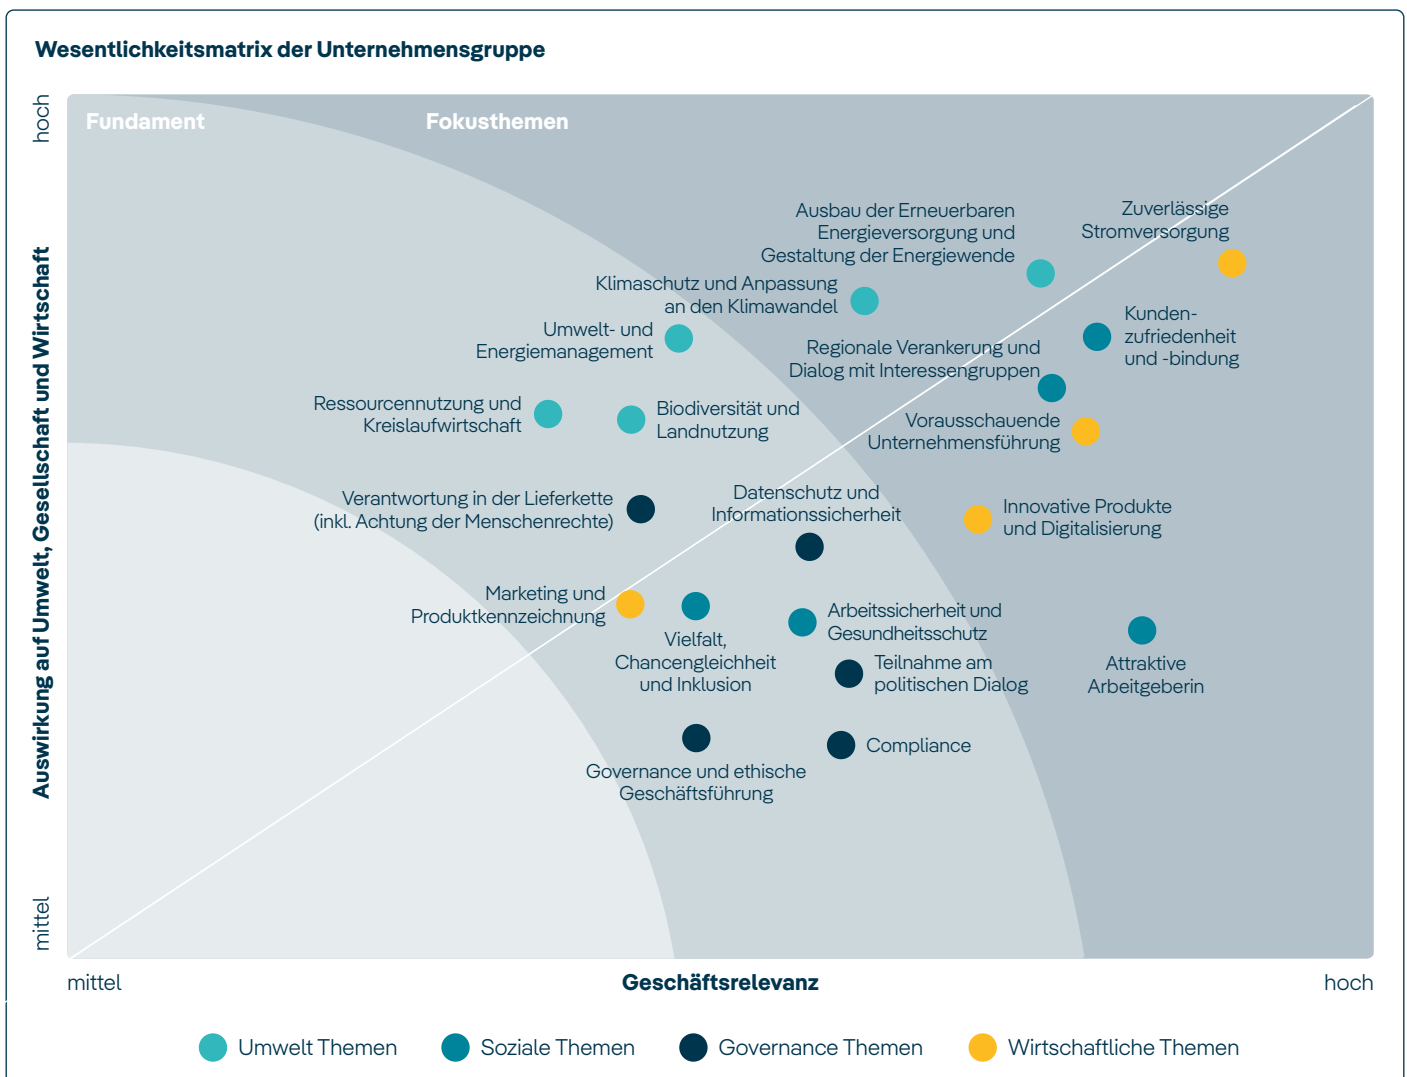 Wesentlichkeitsmatrix der Unternehmensgruppe
hoch
Fundament
Fokusthemen
Ausbau der Erneuerbaren
Energieversorgung und
Gestaltung der Energiewende
Zuverlässige
Stromversorgung
Klimaschutz und Anpassung
an den Klimawandel
Umwelt- und
Energiemanagement
Kunden-
zufriedenheit
und -bindung
Regionale Verankerung und
Dialog mit Interessengruppen
Ressourcennutzung und
Kreislaufwirtschaft
Biodiversität und
Landnutzung
Vorausschauende
Unternehmensführung
Verantwortung in der Lieferkette
(inkl. Achtung der Menschenrechte)
Datenschutz und
Informationssicherheit
Innovative Produkte
und Digitalisierung
Marketing und
Produktkennzeichnung
Vielfalt,
Chancengleichheit
und Inklusion
Arbeitssicherheit und
Gesundheitsschutz
Teilnahme am
politischen Dialog
Attraktive
Arbeitgeberin
Governance und ethische
Geschäftsführung
Compliance
Auswirkung auf Umwelt, Gesellschaft und Wirtschaft
mittel
mittel
Geschäftsrelevanz
hoch
Umwelt Themen
Soziale Themen
Governance Themen
Wirtschaftliche Themen